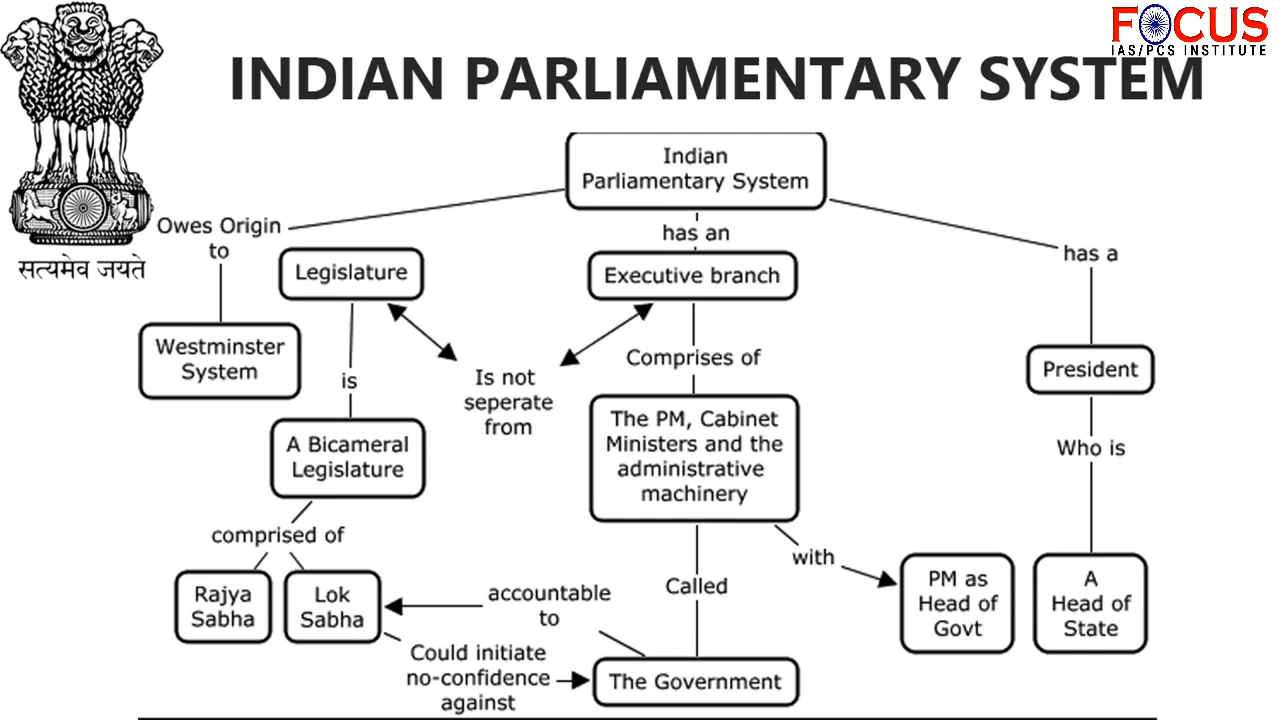 FOCUS
IAS/PCS INSTITUTE
INDIAN PARLIAMENTARY SYSTEM
सत्यमेव जयते
Indian
Parliamentary System
Owes Origin
to
has an
has a
Legislature
Executive branch
Westminster
System
is
Is not
seperate
from
Comprises of
President
A Bicameral
Legislature
The PM, Cabinet
Ministers and the
administrative
machinery
Who is
comprised of
with
Rajya
Sabha
Lok
Sabha
accountable
to
Called
PM as
Head of
Govt
A
Head of
State
Could initiate
no-confidence
against
The Government